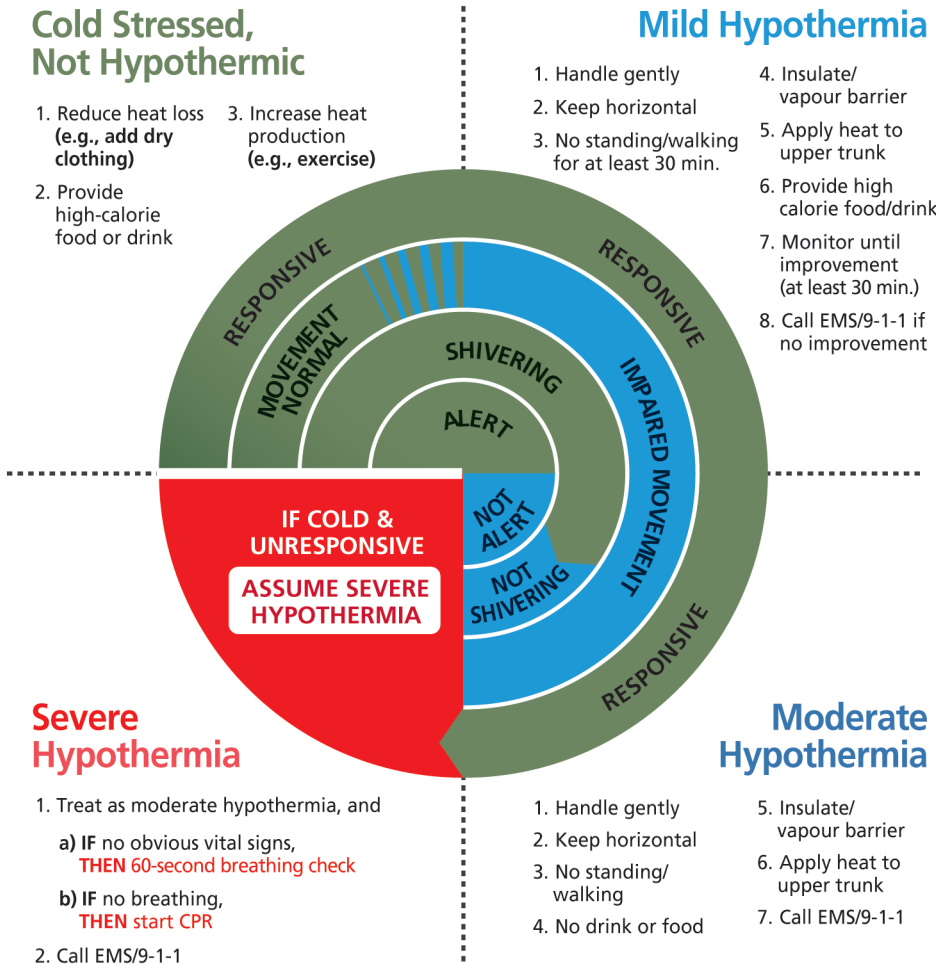 Cold Stressed,
Not Hypothermic
1. Reduce heat loss
(e.g., add dry
clothing)
2. Provide
high-calorie
food or drink
3. Increase heat
production
(e.g., exercise)
Mild Hypothermia
1. Handle gently
2. Keep horizontal
3. No standing/walking
for at least 30 min.
4. Insulate/
vapour barrier
5. Apply heat to
upper trunk
6. Provide high
calorie food/drink
7. Monitor until
improvement
(at least 30 min.)
8. Call EMS/9-1-1 if
no improvement
RESPONSIVE
MOVEMENT
NORMAL
SHIVERING
ALERT
RESPONSIVE
IMPAIRED MOVEMENT
NOT
ALERT
NOT
SHIVERING
RESPONSIVE
IF COLD &
UNRESPONSIVE
ASSUME SEVERE
HYPOTHERMIA
Severe
Hypothermia
1. Treat as moderate hypothermia, and
a) IF no obvious vital signs,
THEN 60-second breathing check
b) IF no breathing,
THEN start CPR
2. Call EMS/9-1-1
Moderate
Hypothermia
1. Handle gently
2. Keep horizontal
3. No standing/
walking
4. No drink or food
5. Insulate/
vapour barrier
6. Apply heat to
upper trunk
7. Call EMS/9-1-1